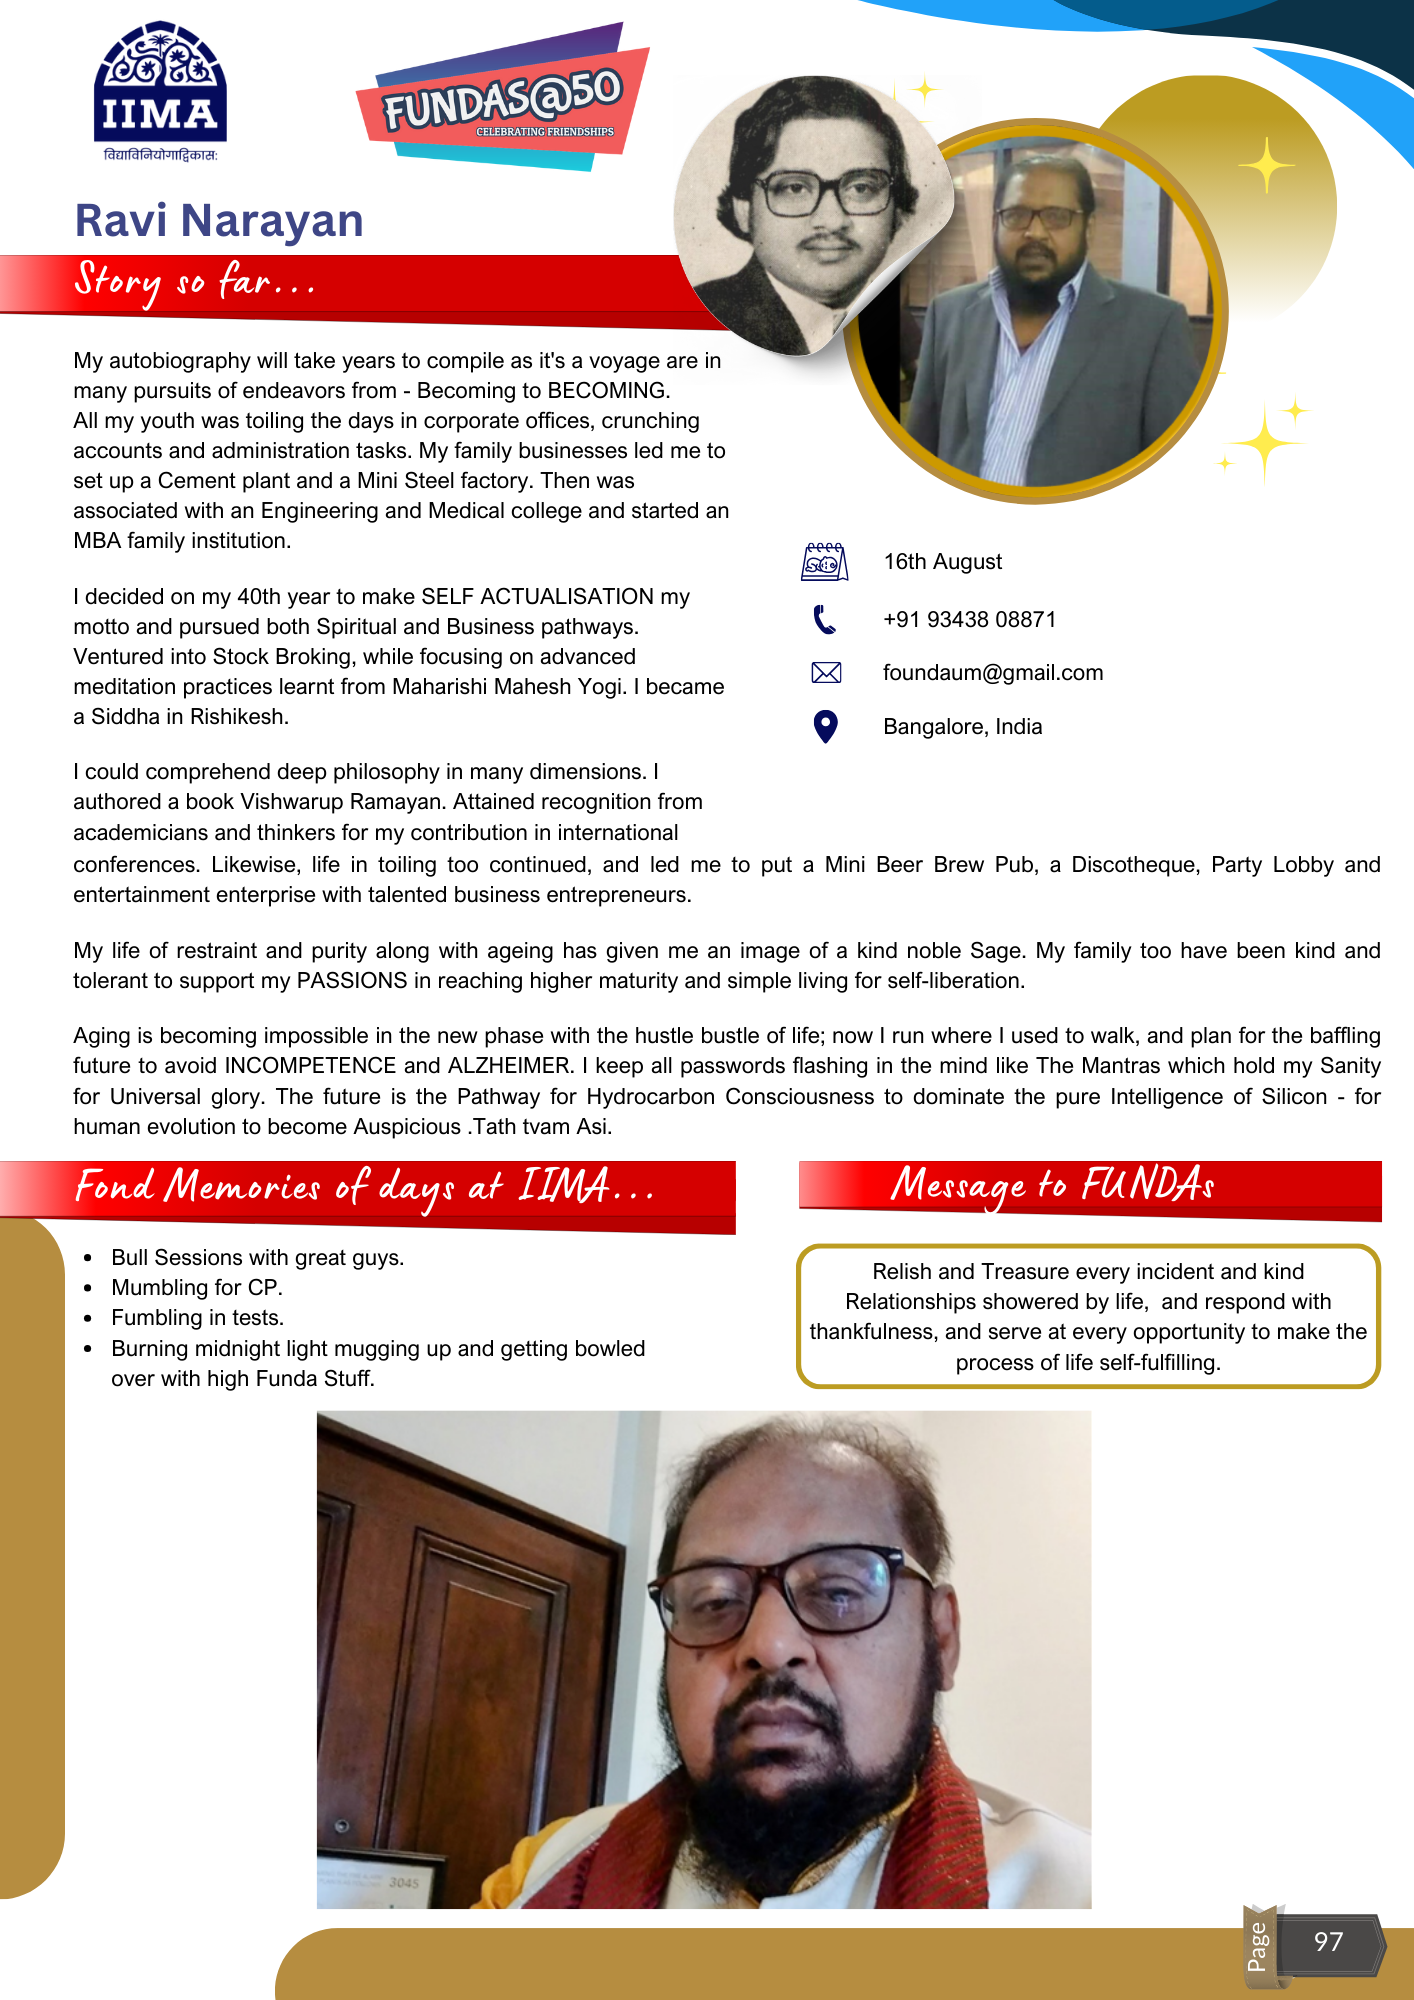 IIMA
विद्याविनियोगाद्विकास:
FUNDAS@50
CELEBRATING FRIENDSHIPS
Ravi Narayan
Story so far...
My autobiography will take years to compile as it's a voyage are in
many pursuits of endeavors from - Becoming to BECOMING.
All my youth was toiling the days in corporate offices, crunching
accounts and administration tasks. My family businesses led me to
set up a Cement plant and a Mini Steel factory. Then was
associated with an Engineering and Medical college and started an
MBA family institution.
I decided on my 40th year to make SELF ACTUALISATION my
motto and pursued both Spiritual and Business pathways.
Ventured into Stock Broking, while focusing on advanced
meditation practices learnt from Maharishi Mahesh Yogi. I became
a Siddha in Rishikesh.
I could comprehend deep philosophy in many dimensions. I
authored a book Vishwarup Ramayan. Attained recognition from
academicians and thinkers for my contribution in international
conferences. Likewise, life in toiling too continued, and led me to put a Mini Beer Brew Pub, a Discotheque, Party Lobby and
entertainment enterprise with talented business entrepreneurs.
My life of restraint and purity along with ageing has given me an image of a kind noble Sage. My family too have been kind and
tolerant to support my PASSIONS in reaching higher maturity and simple living for self-liberation.
Aging is becoming impossible in the new phase with the hustle bustle of life; now I run where I used to walk, and plan for the baffling
future to avoid INCOMPETENCE and ALZHEIMER. I keep all passwords flashing in the mind like The Mantras which hold my Sanity
for Universal glory. The future is the Pathway for Hydrocarbon Consciousness to dominate the pure Intelligence of Silicon - for
human evolution to become Auspicious .Tath tvam Asi.
16th August
+91 93438 08871
foundaum@gmail.com
Bangalore, India
Fond Memories of days at IIMA...
• Bull Sessions with great guys.
• Mumbling for CP.
• Fumbling in tests.
• Burning midnight light mugging up and getting bowled
over with high Funda Stuff.
Message to FUNDAs
Relish and Treasure every incident and kind
Relationships showered by life, and respond with
thankfulness, and serve at every opportunity to make the
process of life self-fulfilling.
3045
Page
97